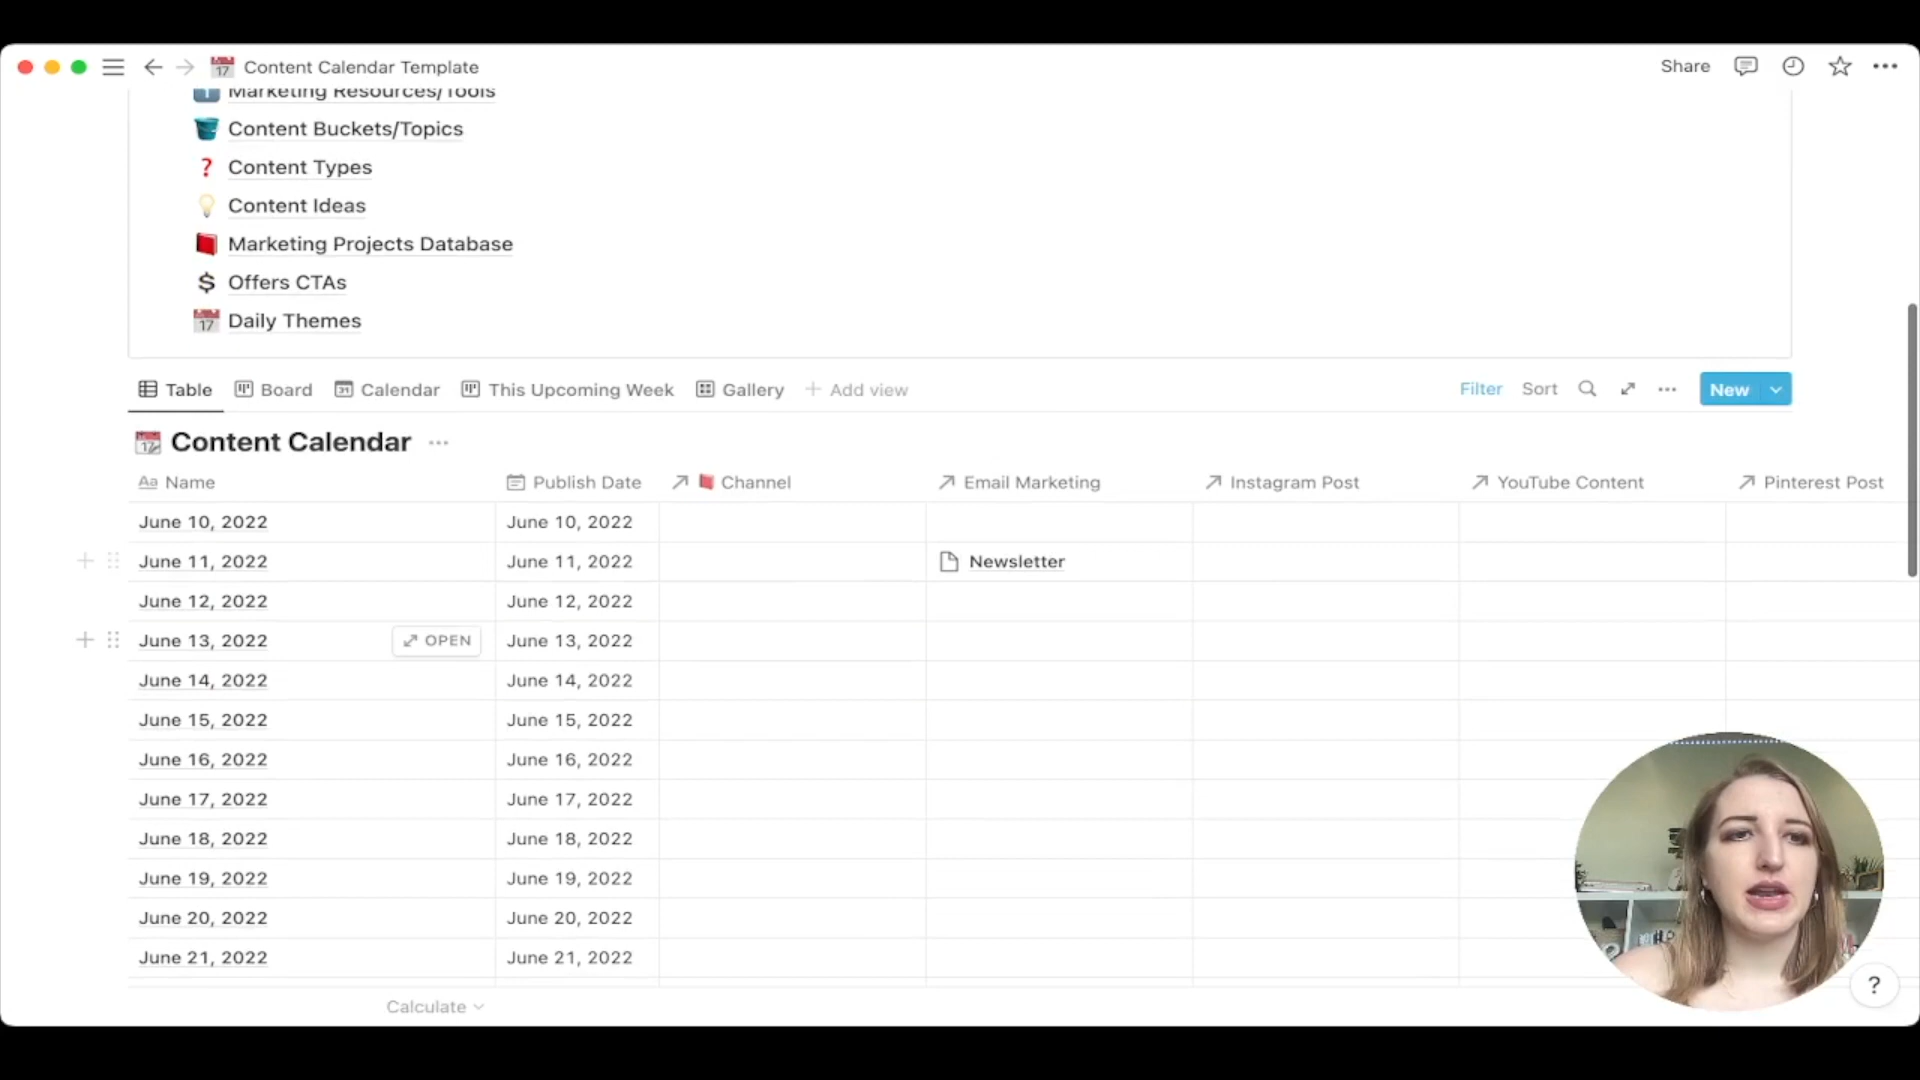 Content Calendar Template
Share
Marketing Resources/Tools
Content Buckets/Topics
Content Types
Content Ideas
Marketing Projects Database
Offers CTAs
17 Daily Themes
Table Board Calendar This Upcoming Week Gallery + Add view Filter Sort New
Content Calendar
Aa Name Publish Date Channel Email Marketing Instagram Post YouTube Content Pinterest Post
June 10, 2022 June 10, 2022
June 11, 2022 June 11, 2022 Newsletter
June 12, 2022 June 12, 2022
June 13, 2022 OPEN June 13, 2022
June 14, 2022 June 14, 2022
June 15, 2022 June 15, 2022
June 16, 2022 June 16, 2022
June 17, 2022 June 17, 2022
June 18, 2022 June 18, 2022
June 19, 2022 June 19, 2022
June 20, 2022 June 20, 2022
June 21, 2022 June 21, 2022
Calculate
?